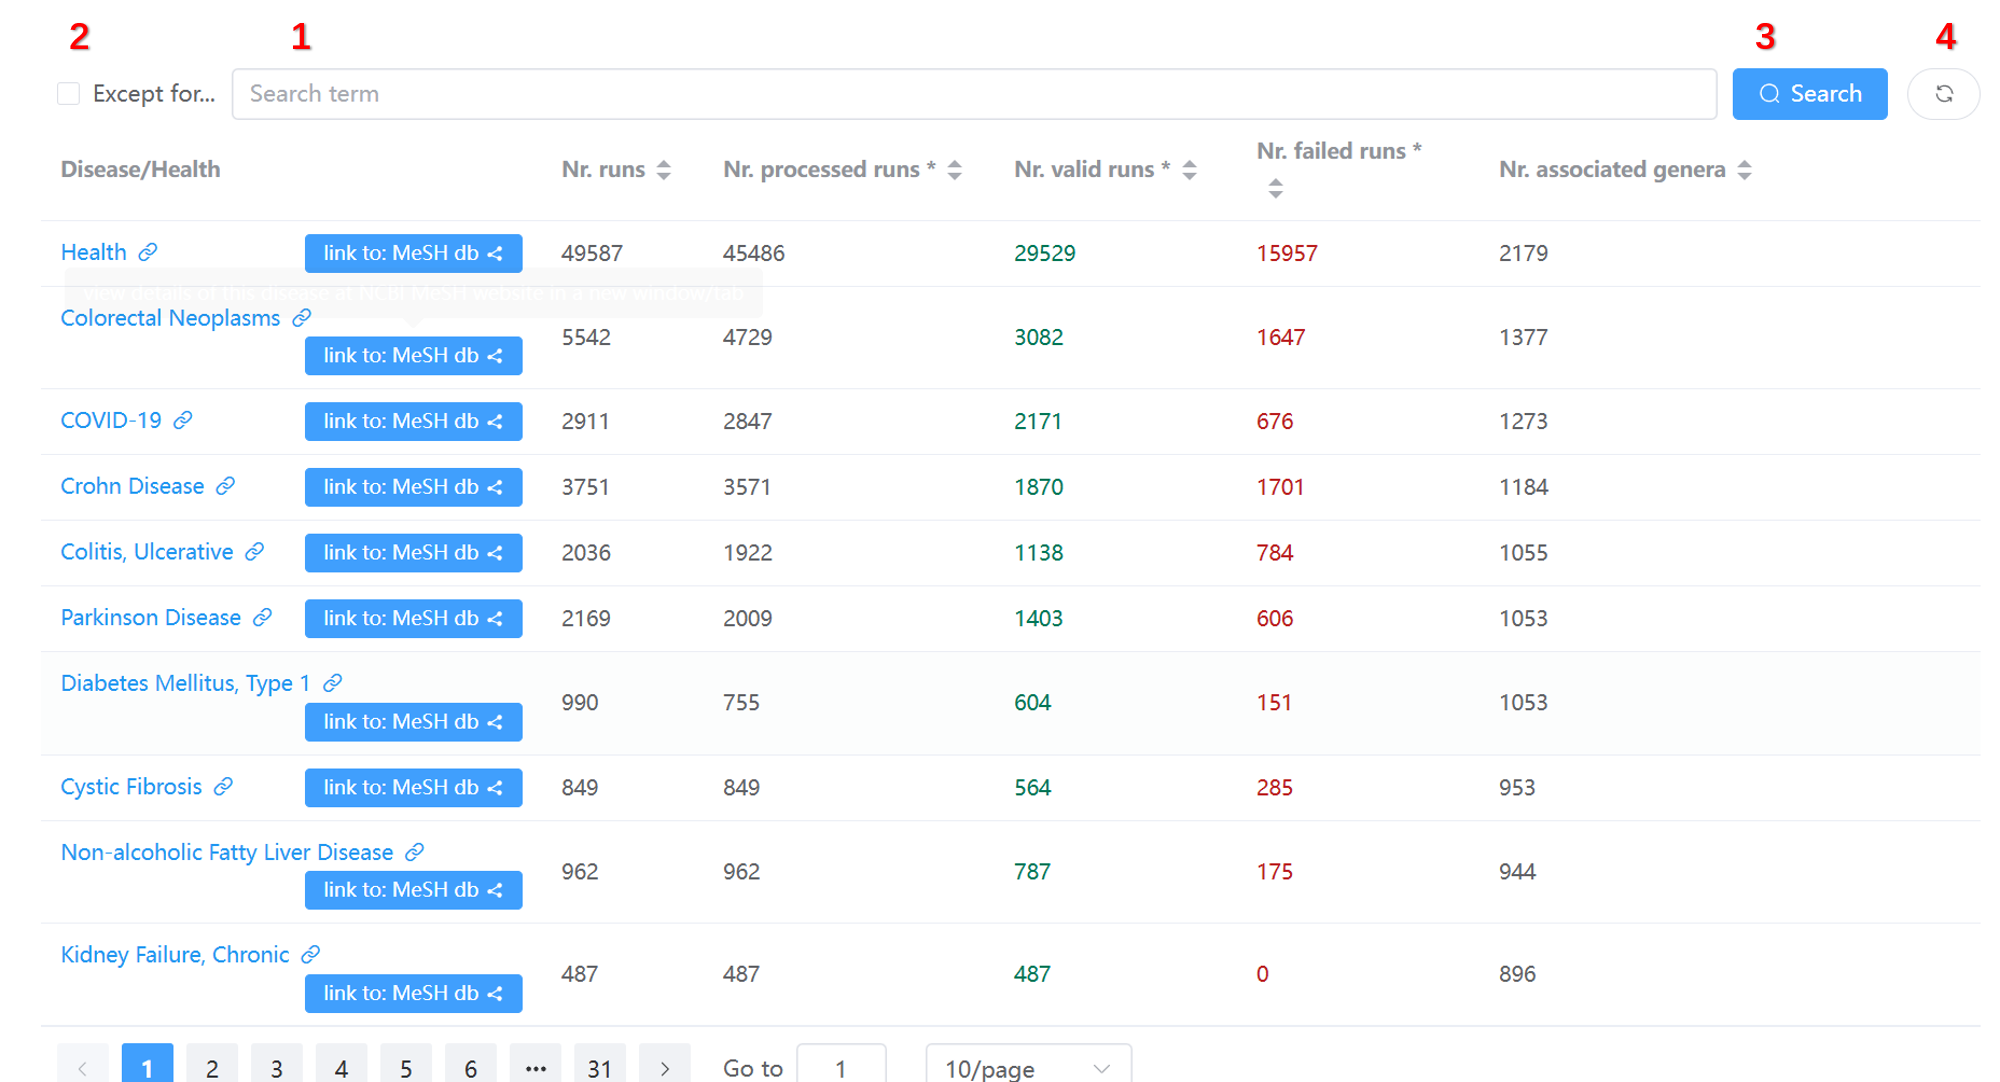 2 1 3 4
Except for... Search term Search
Disease/Health Nr. runs Nr. processed runs * Nr. valid runs * Nr. failed runs * Nr. associated genera
Health link to: MeSH db 49587 45486 29529 15957 2179
view details of this disease at NCBI MeSH website in a new window/tab
Colorectal Neoplasms
link to: MeSH db 5542 4729 3082 1647 1377
COVID-19 link to: MeSH db 2911 2847 2171 676 1273
Crohn Disease link to: MeSH db 3751 3571 1870 1701 1184
Colitis, Ulcerative link to: MeSH db 2036 1922 1138 784 1055
Parkinson Disease link to: MeSH db 2169 2009 1403 606 1053
Diabetes Mellitus, Type 1
link to: MeSH db 990 755 604 151 1053
Cystic Fibrosis link to: MeSH db 849 849 564 285 953
Non-alcoholic Fatty Liver Disease
link to: MeSH db 962 962 787 175 944
Kidney Failure, Chronic
link to: MeSH db 487 487 487 0 896
1 2 3 4 5 6 ••• 31 Go to 1 10/page